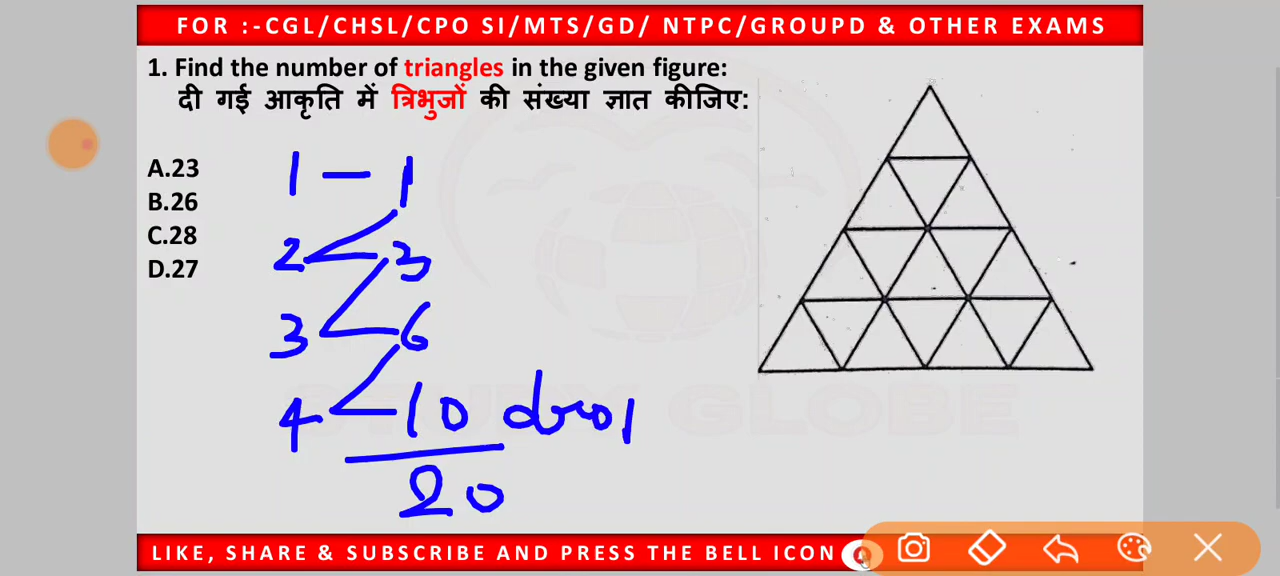 FOR :-CGL/CHSL/CPO SI/MTS/GD/ NTPC/GROUPD & OTHER EXAMS
1. Find the number of triangles in the given figure:
दी गई आकृति में त्रिभुजों की संख्या ज्ञात कीजिए:
A.23
B.26
C.28
D.27
1 - 1
2 3
3 6
4 10
20
STUDY GLOBE
LIKE, SHARE & SUBSCRIBE AND PRESS THE BELL ICON